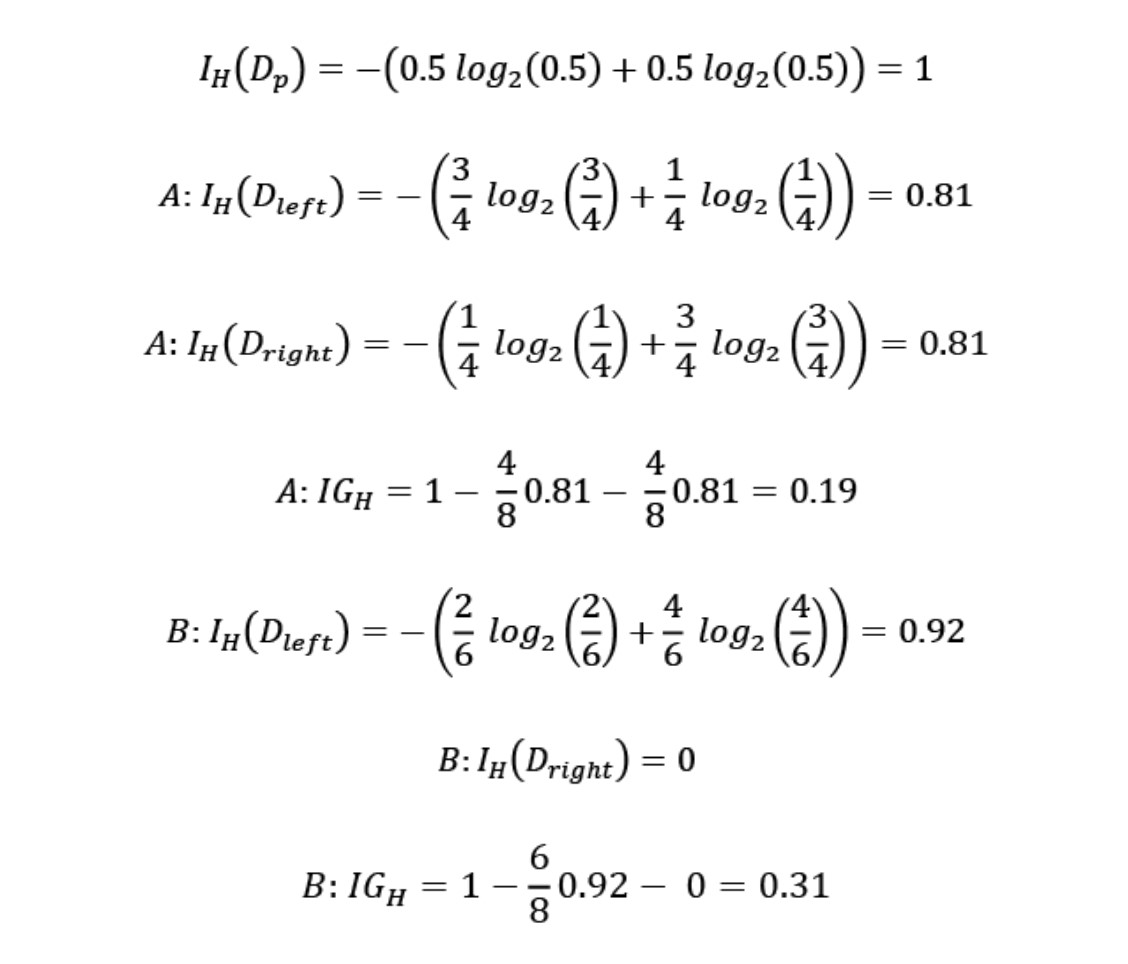 I_H(D_p) = −(0.5 log_2(0.5) + 0.5 log_2(0.5)) = 1
A: I_H(D_left) = −(3/4 log_2(3/4) + 1/4 log_2(1/4)) = 0.81
A: I_H(D_right) = −(1/4 log_2(1/4) + 3/4 log_2(3/4)) = 0.81
A: IG_H = 1 − 4/8 0.81 − 4/8 0.81 = 0.19
B: I_H(D_left) = −(2/6 log_2(2/6) + 4/6 log_2(4/6)) = 0.92
B: I_H(D_right) = 0
B: IG_H = 1 − 6/8 0.92 − 0 = 0.31